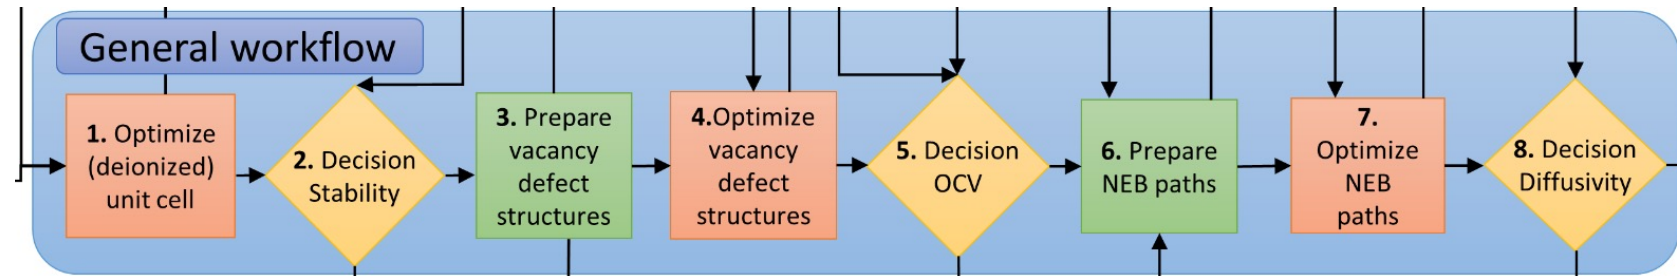 General workflow
1. Optimize
(deionized)
unit cell
2. Decision
Stability
3. Prepare
vacancy
defect
structures
4.Optimize
vacancy
defect
structures
5. Decision
OCV
6. Prepare
NEB paths
7.
Optimize
NEB
paths
8. Decision
Diffusivity